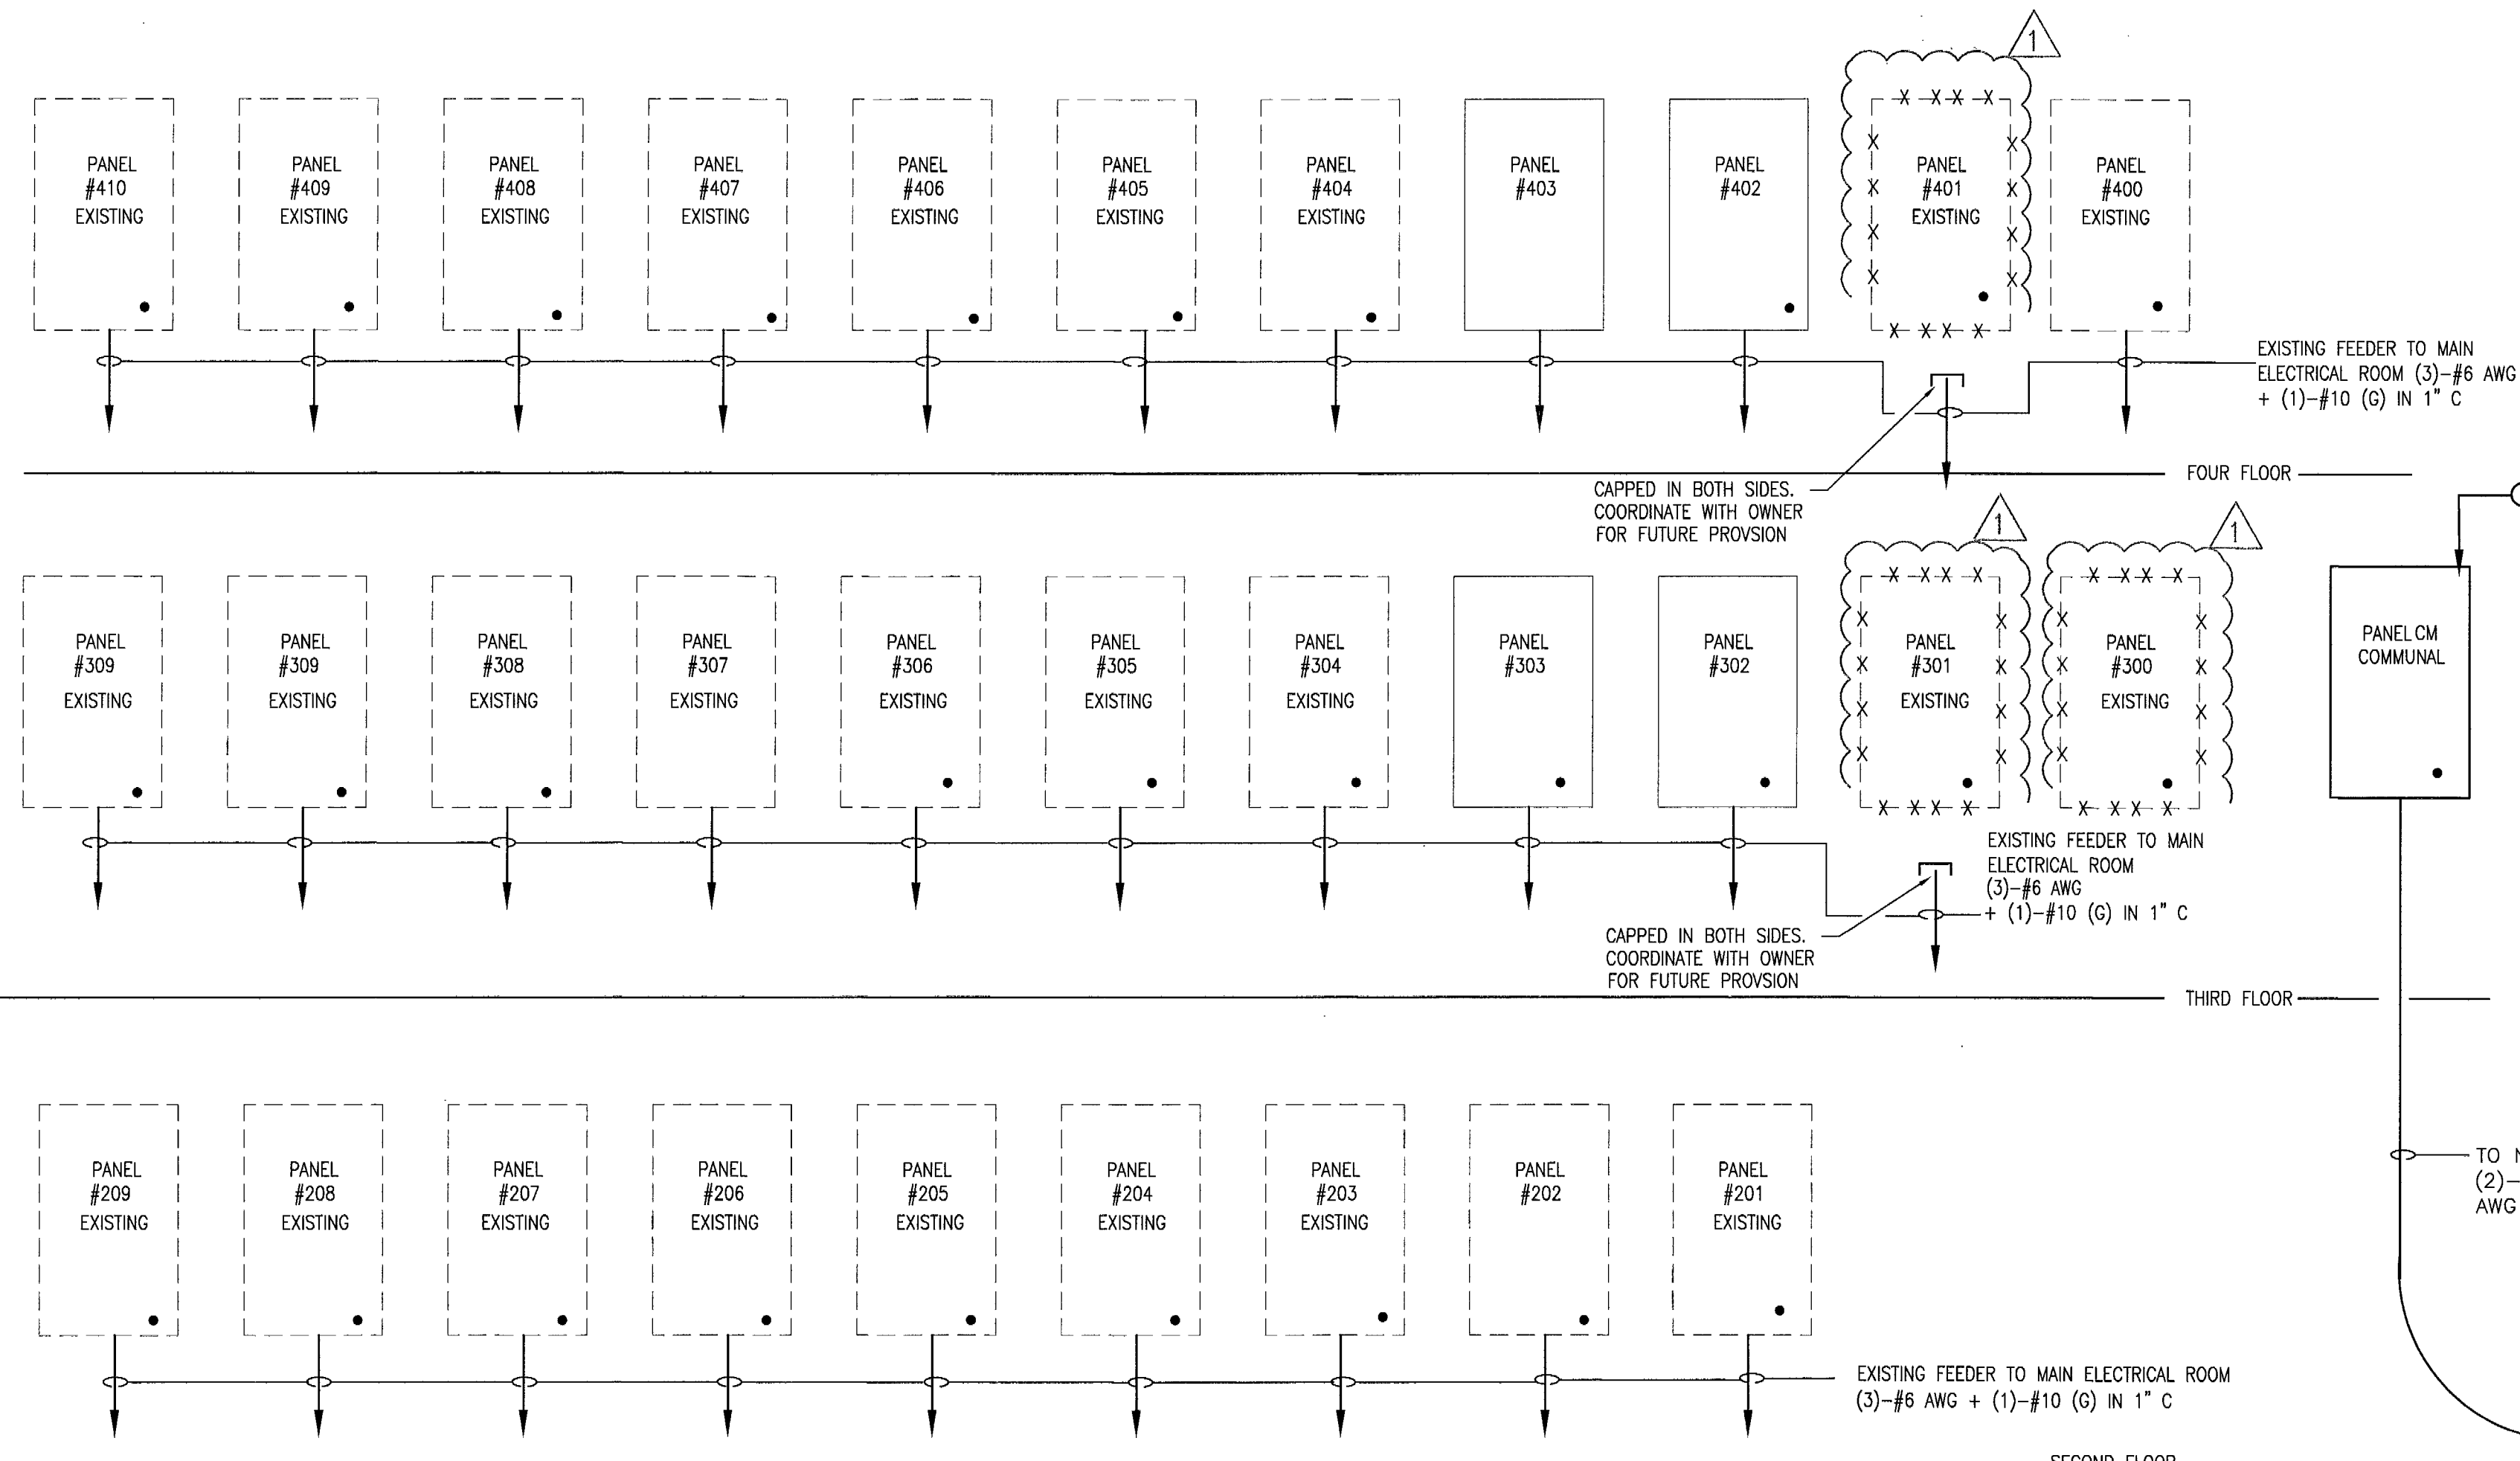 1
PANEL
#410
EXISTING
PANEL
#409
EXISTING
PANEL
#408
EXISTING
PANEL
#407
EXISTING
PANEL
#406
EXISTING
PANEL
#405
EXISTING
PANEL
#404
EXISTING
PANEL
#403
PANEL
#402
PANEL
#401
EXISTING
PANEL
#400
EXISTING
EXISTING FEEDER TO MAIN
ELECTRICAL ROOM (3)-#6 AWG
+ (1)-#10 (G) IN 1" C
FOUR FLOOR
CAPPED IN BOTH SIDES.
COORDINATE WITH OWNER
FOR FUTURE PROVSION
1
1
PANEL
#309
EXISTING
PANEL
#309
EXISTING
PANEL
#308
EXISTING
PANEL
#307
EXISTING
PANEL
#306
EXISTING
PANEL
#305
EXISTING
PANEL
#304
EXISTING
PANEL
#303
PANEL
#302
PANEL
#301
EXISTING
PANEL
#300
EXISTING
PANEL CM
COMMUNAL
EXISTING FEEDER TO MAIN
ELECTRICAL ROOM
(3)-#6 AWG
+ (1)-#10 (G) IN 1" C
CAPPED IN BOTH SIDES.
COORDINATE WITH OWNER
FOR FUTURE PROVSION
THIRD FLOOR
PANEL
#209
EXISTING
PANEL
#208
EXISTING
PANEL
#207
EXISTING
PANEL
#206
EXISTING
PANEL
#205
EXISTING
PANEL
#204
EXISTING
PANEL
#203
EXISTING
PANEL
#202
PANEL
#201
EXISTING
TO
(2)-
AWG
EXISTING FEEDER TO MAIN ELECTRICAL ROOM
(3)-#6 AWG + (1)-#10 (G) IN 1" C
SECOND FLOOR